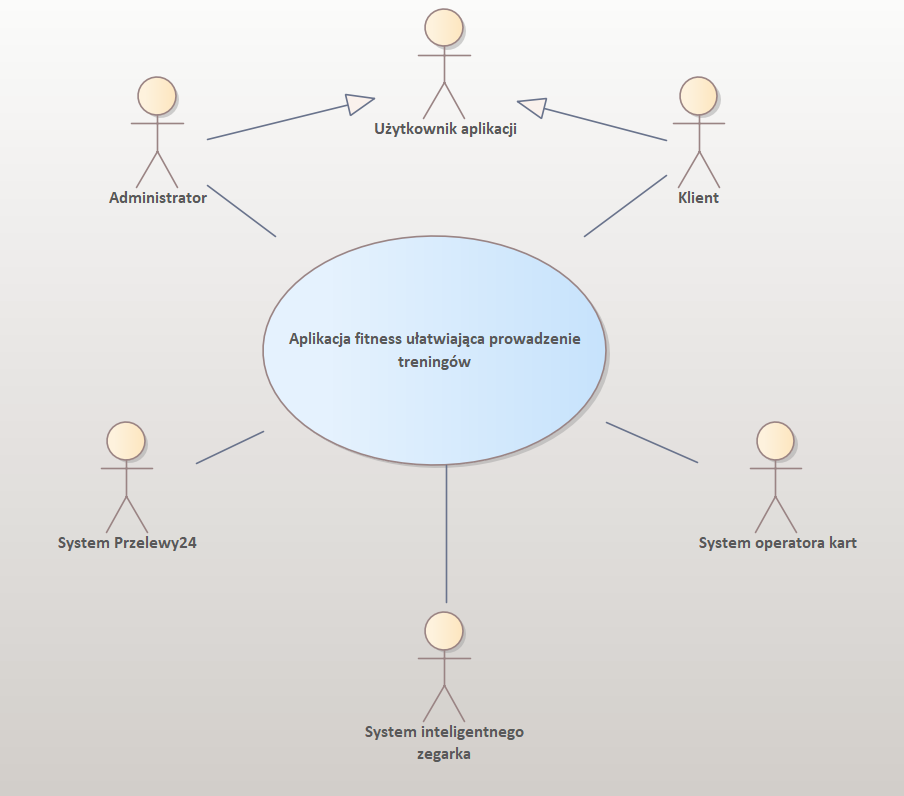 Użytkownik aplikacji
Administrator
Klient
Aplikacja fitness ułatwiająca prowadzenie
treningów
System Przelewy24
System operatora kart
System inteligentnego
zegarka